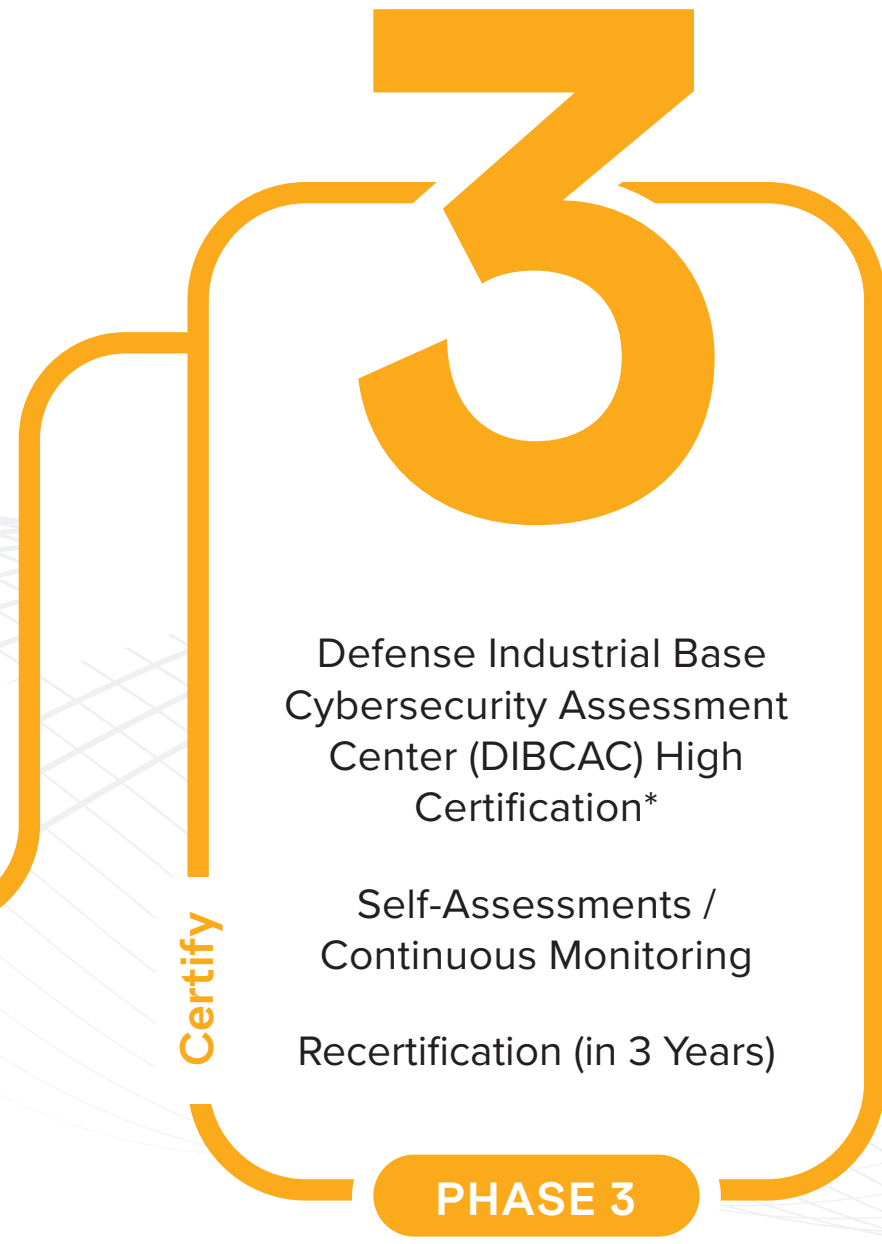 3
Defense Industrial Base
Cybersecurity Assessment
Center (DIBCAC) High
Certification*
Self-Assessments /
Continuous Monitoring
Recertification (in 3 Years)
Certify
PHASE 3